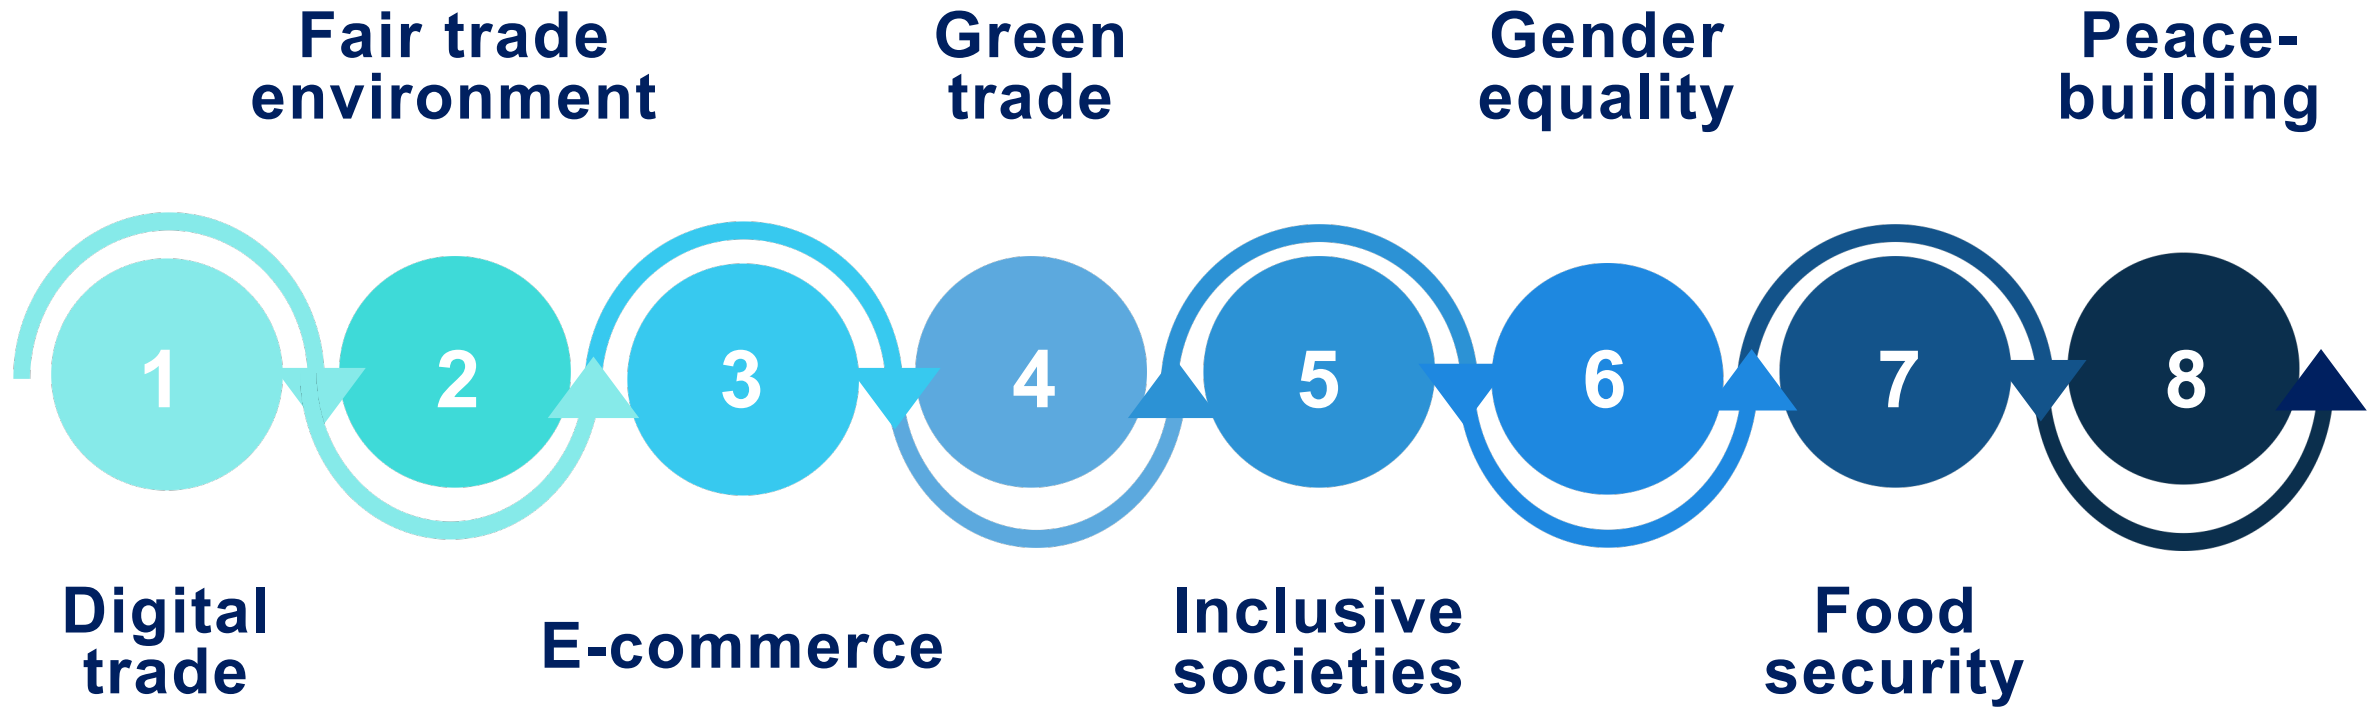 Fair trade
environment
Green
trade
Gender
equality
Peace-
building
1
2
3
4
5
6
7
8
Digital
trade
E-commerce
Inclusive
societies
Food
security